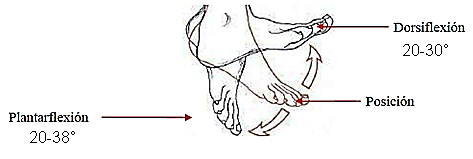 Dorsiflexión
20-30°
Posición
Plantarflexión
20-38°